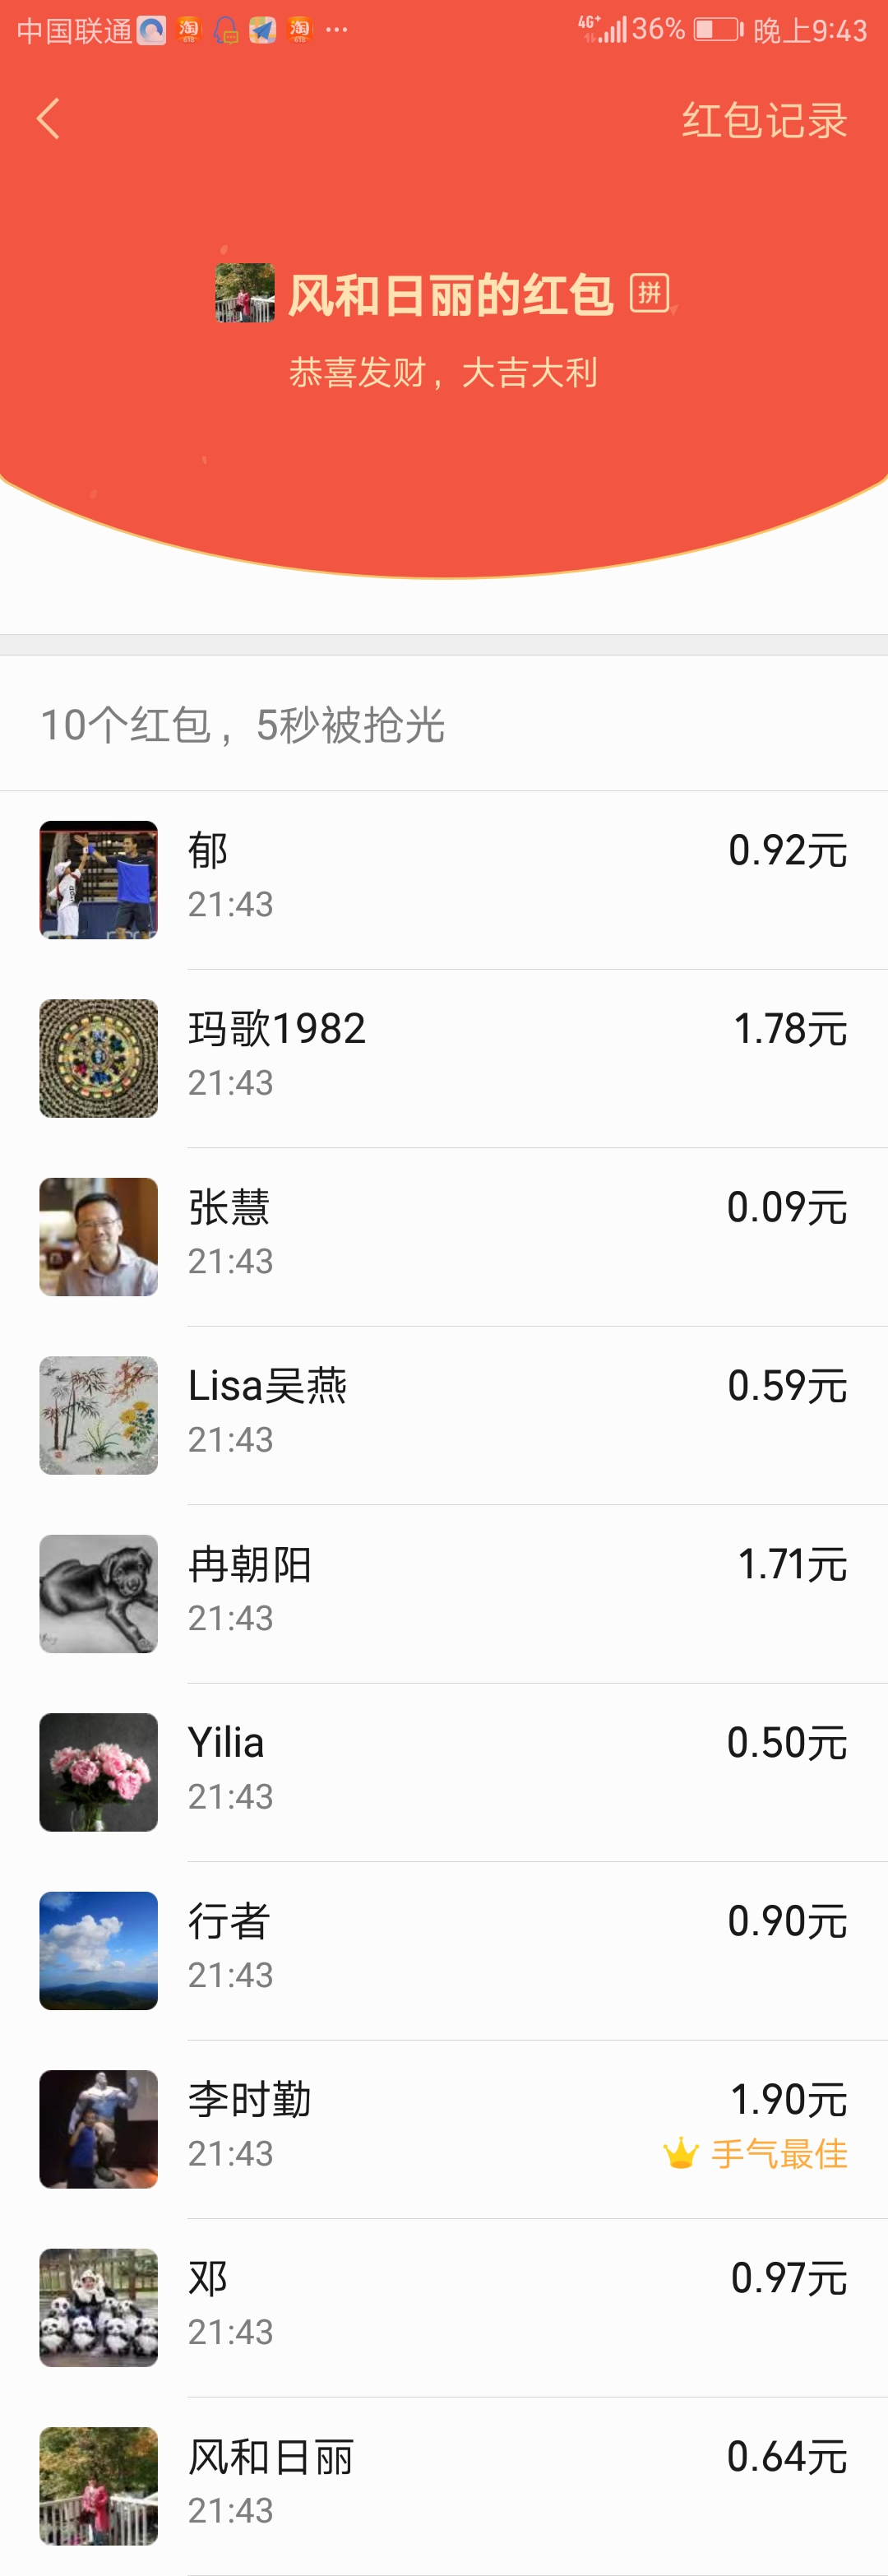 中国联通 淘 淘 ... 4G+ 36% 晚上9:43
红包记录
风和日丽的红包 拼
恭喜发财，大吉大利
10个红包，5秒被抢光
郁 0.92元
21:43
玛歌1982 1.78元
21:43
张慧 0.09元
21:43
Lisa吴燕 0.59元
21:43
冉朝阳 1.71元
21:43
Yilia 0.50元
21:43
行者 0.90元
21:43
李时勤 1.90元
21:43 手气最佳
邓 0.97元
21:43
风和日丽 0.64元
21:43